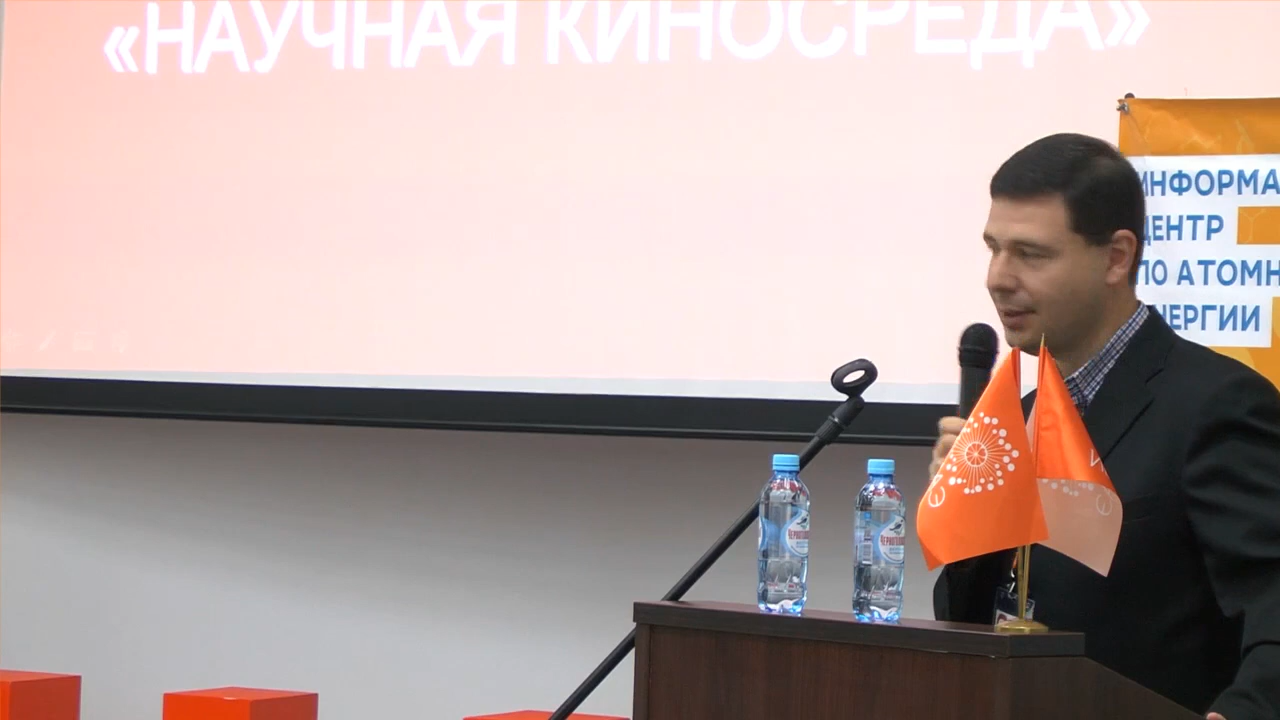 «НАУЧНАЯ КИНОСРЕДА»
ИНФОРМА
ЦЕНТР
ПО АТОМН
ЭНЕРГИИ